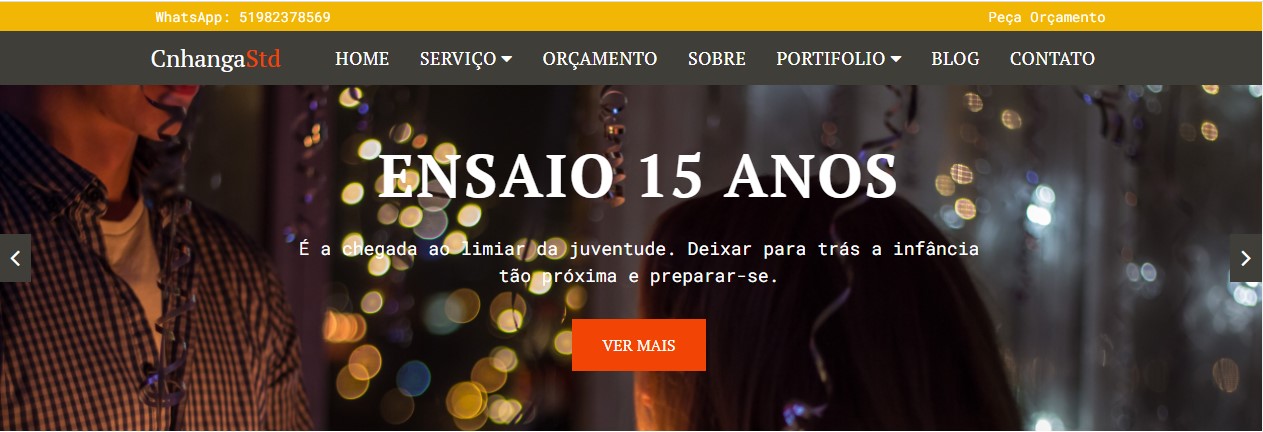 WhatsApp: 51982378569 Peça Orçamento
CnhangaStd HOME SERVIÇO ORÇAMENTO SOBRE PORTIFOLIO BLOG CONTATO
ENSAIO 15 ANOS
É a chegada ao limiar da juventude. Deixar para trás a infância
tão próxima e preparar-se.
VER MAIS